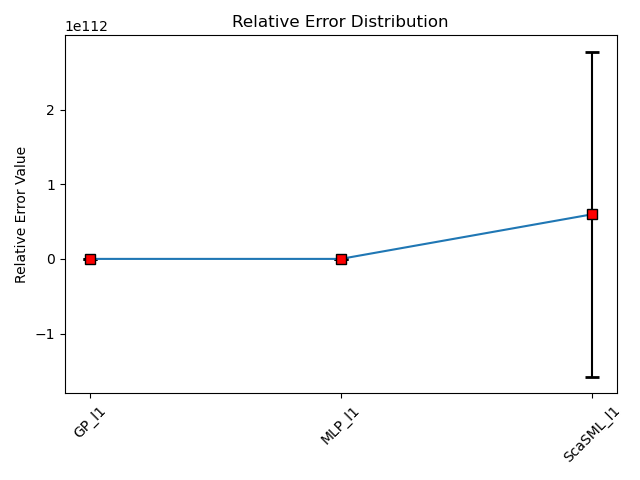 Relative Error Distribution
1e112
Relative Error Value
2
1
0
−1
GP_l1
MLP_l1
ScaSML_l1